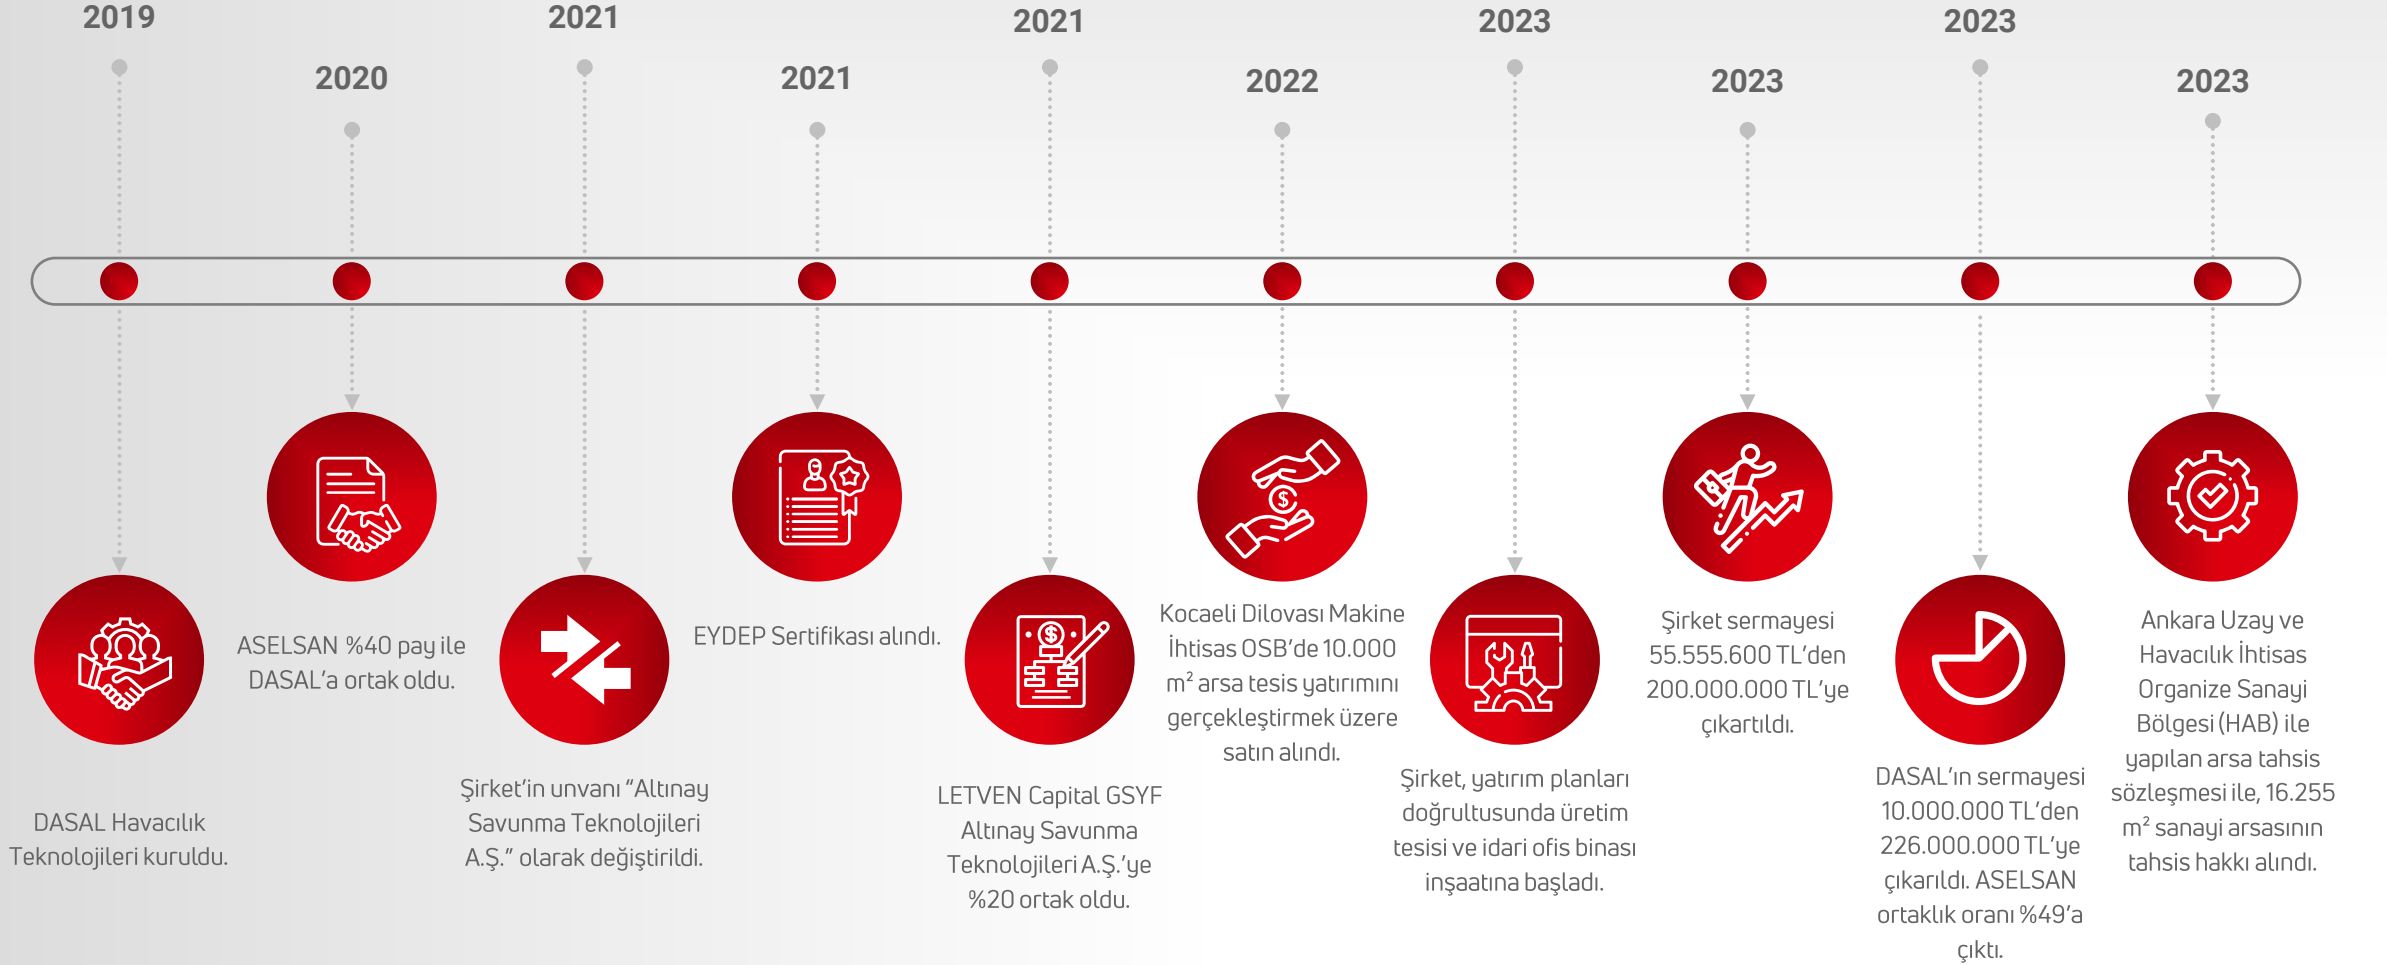 2019
DASAL Havacılık
Teknolojileri kuruldu.
2020
ASELSAN %40 pay ile
DASAL’a ortak oldu.
2021
Şirket’in unvanı “Altınay
Savunma Teknolojileri
A.Ş.” olarak değiştirildi.
2021
EYDEP Sertifikası alındı.
2021
LETVEN Capital GSYF
Altınay Savunma
Teknolojileri A.Ş.’ye
%20 ortak oldu.
2022
Kocaeli Dilovası Makine
İhtisas OSB’de 10.000
m² arsa tesis yatırımını
gerçekleştirmek üzere
satın alındı.
2023
Şirket, yatırım planları
doğrultusunda üretim
tesisi ve idari ofis binası
inşaatına başladı.
2023
Şirket sermayesi
55.555.600 TL’den
200.000.000 TL’ye
çıkartıldı.
2023
DASAL’ın sermayesi
10.000.000 TL’den
226.000.000 TL’ye
çıkarıldı. ASELSAN
ortaklık oranı %49’a
çıktı.
2023
Ankara Uzay ve
Havacılık İhtisas
Organize Sanayi
Bölgesi (HAB) ile
yapılan arsa tahsis
sözleşmesi ile, 16.255
m² sanayi arsasının
tahsis hakkı alındı.